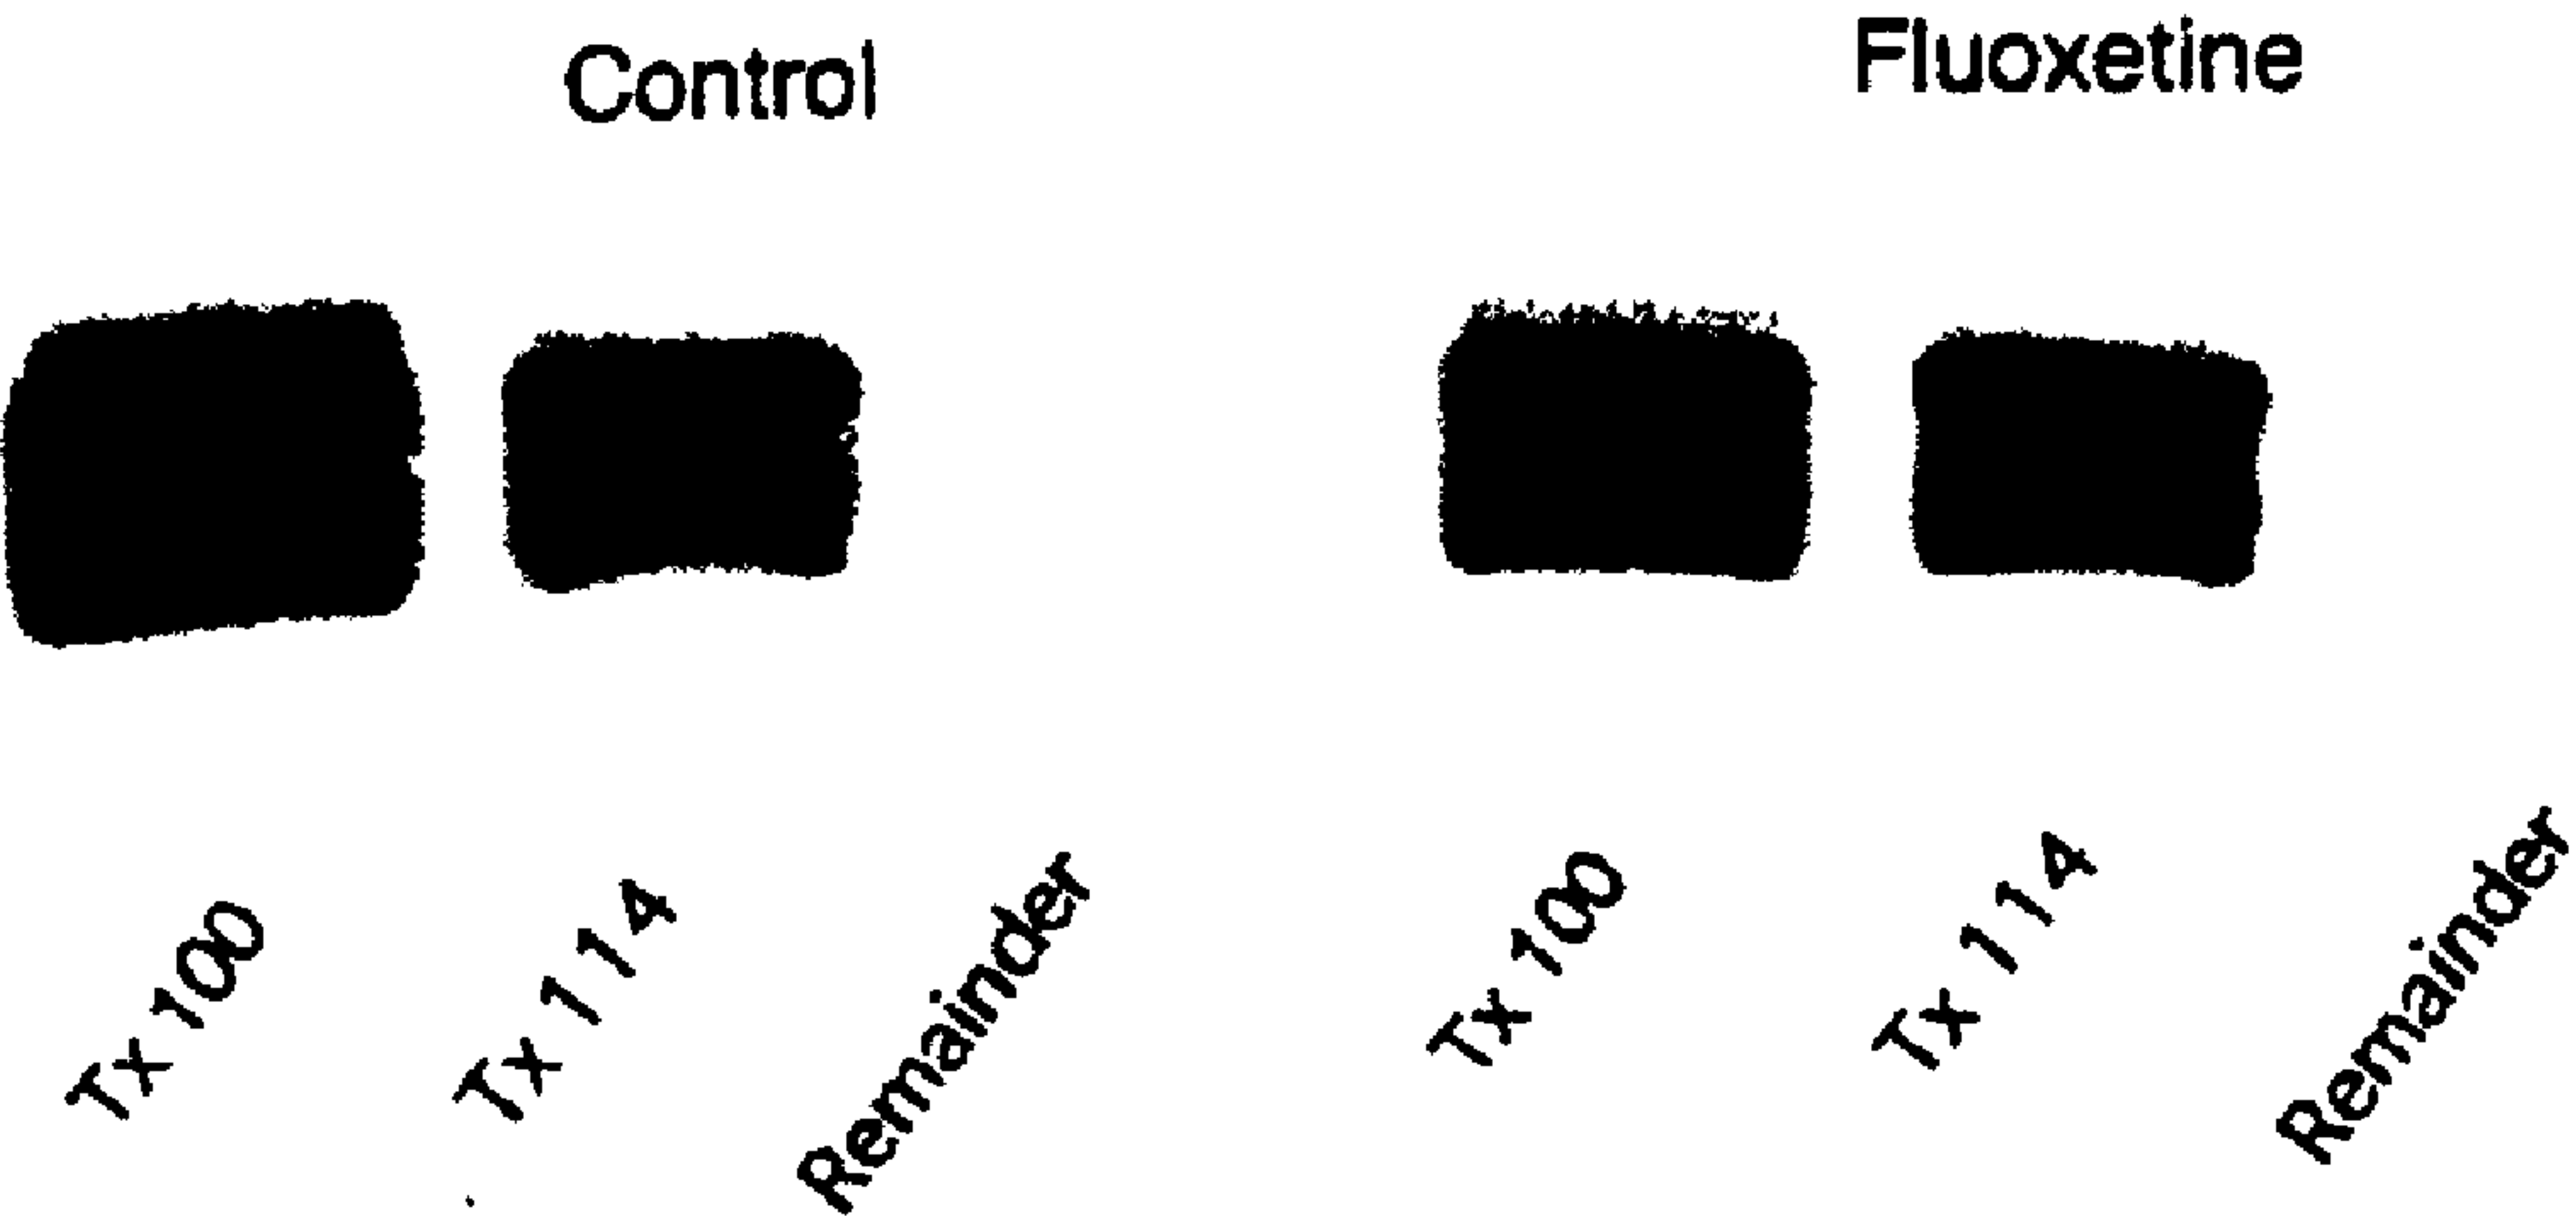 Control
Fluoxetine
Tx 100
Tx 114
Remainder
Tx 100
Tx 114
Remainder